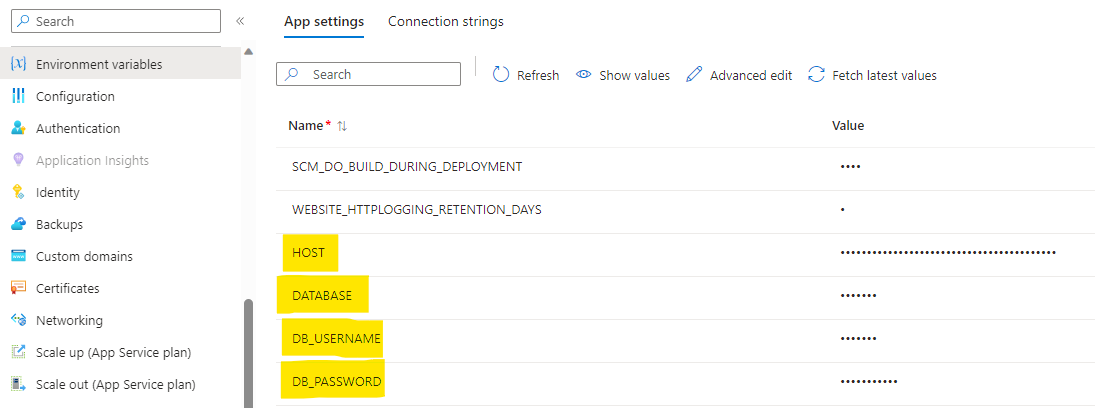 Search
«
Environment variables
Configuration
Authentication
Application Insights
Identity
Backups
Custom domains
Certificates
Networking
Scale up (App Service plan)
Scale out (App Service plan)
App settings Connection strings
Search Refresh Show values Advanced edit Fetch latest values
Name* ↑↓ Value
SCM_DO_BUILD_DURING_DEPLOYMENT ••••
WEBSITE_HTTPLOGGING_RETENTION_DAYS •
HOST •••••••••••••••••••••••••••••••••••••••••
DATABASE •••••••
DB_USERNAME •••••••
DB_PASSWORD •••••••••••